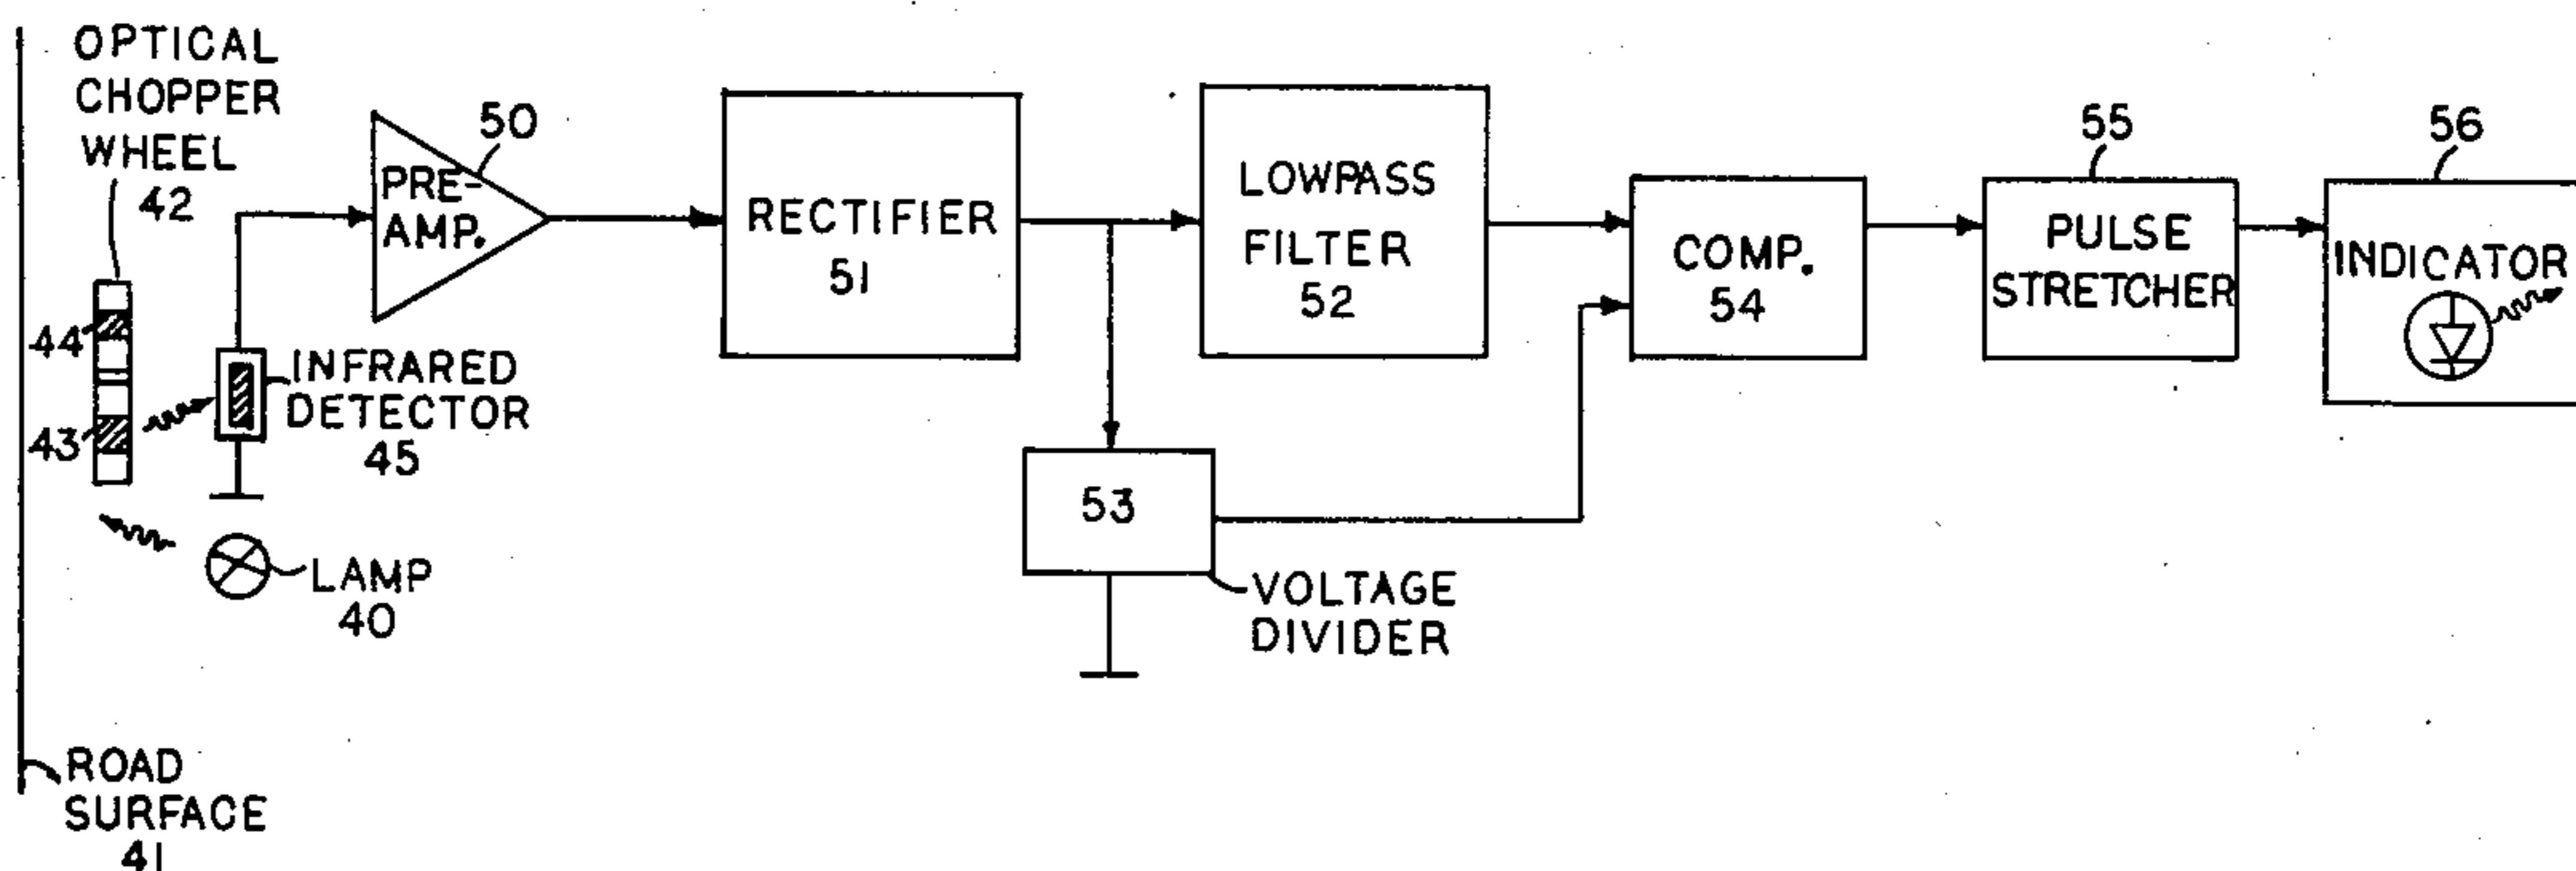 OPTICAL
CHOPPER
WHEEL
42
44
43
INFRARED
DETECTOR
45
LAMP
40
ROAD
SURFACE
41
50
PRE-
AMP.
RECTIFIER
51
LOWPASS
FILTER
52
53
VOLTAGE
DIVIDER
COMP.
54
55
PULSE
STRETCHER
56
INDICATOR